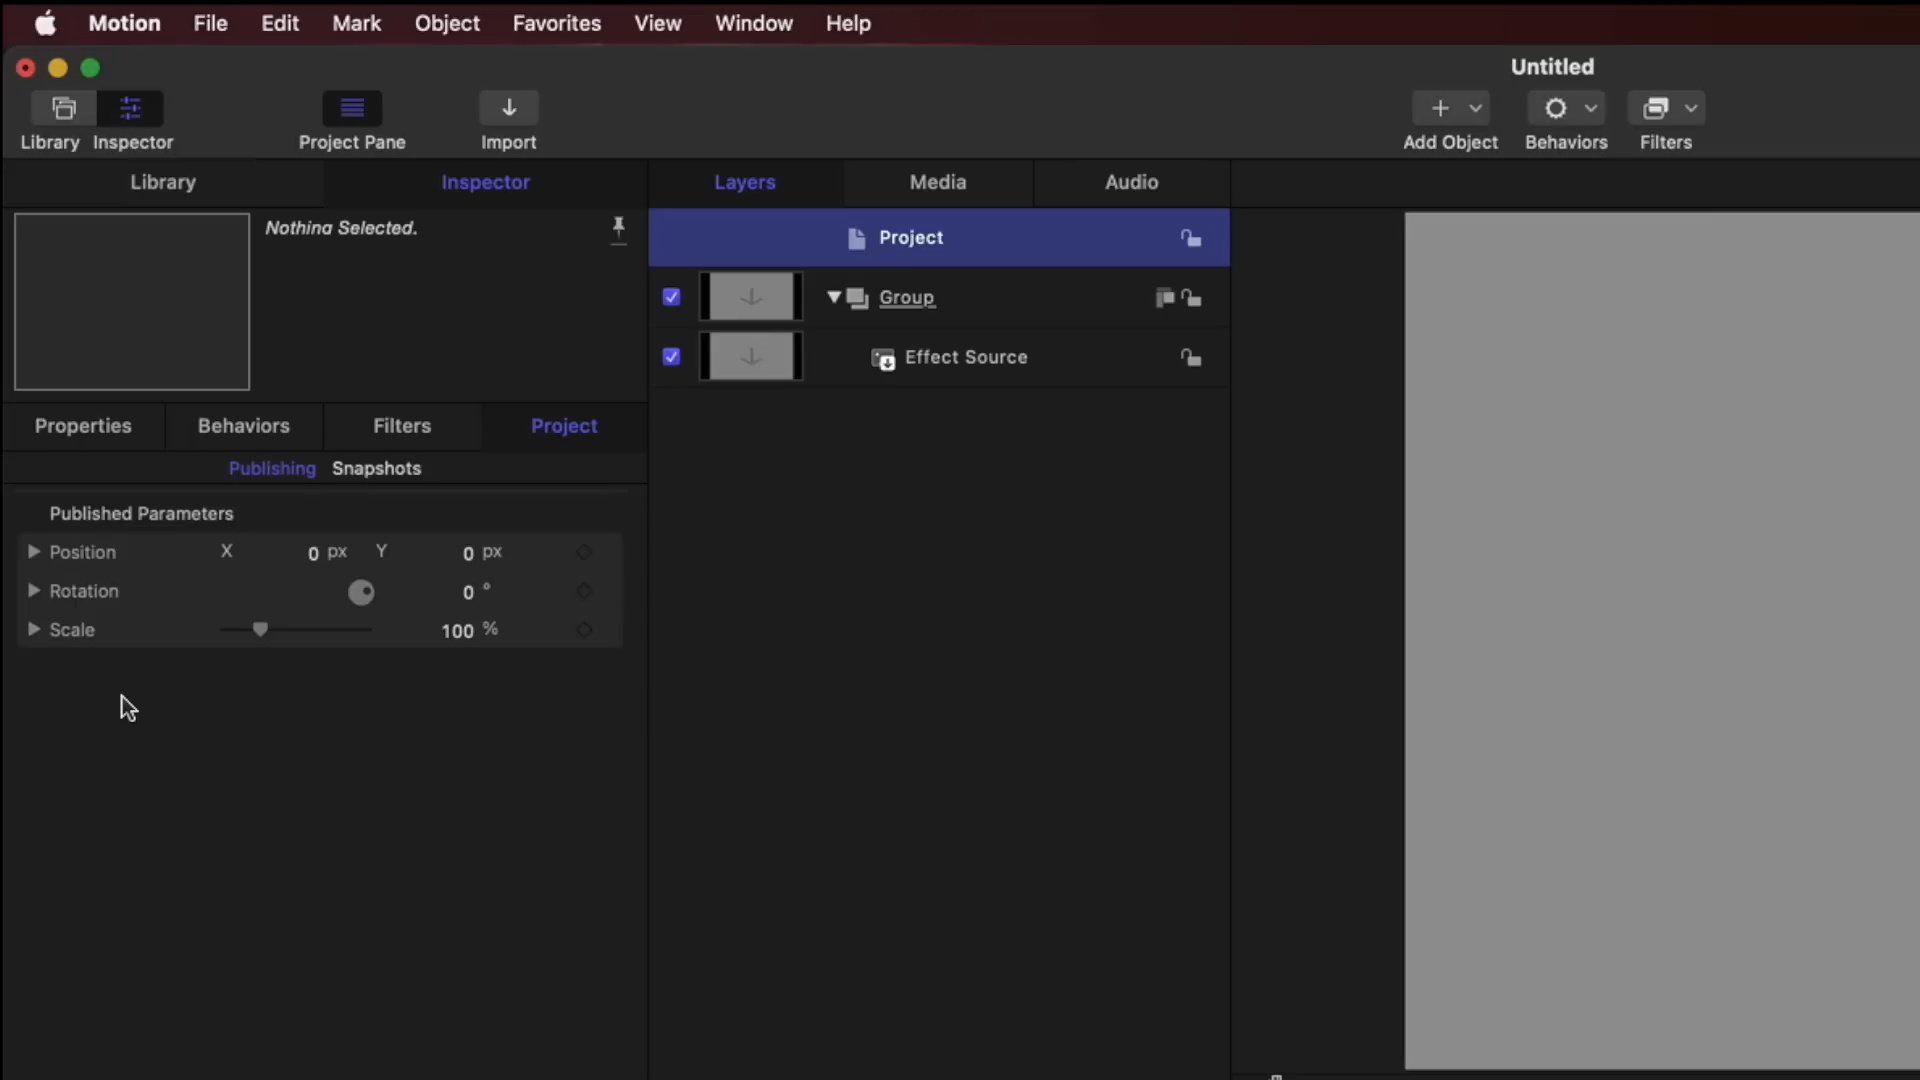 Motion File Edit Mark Object Favorites View Window Help
Untitled
Library Inspector Project Pane Import Add Object Behaviors Filters
Library Inspector Layers Media Audio
Nothing Selected.
Project
Group
Effect Source
Properties Behaviors Filters Project
Publishing Snapshots
Published Parameters
Position X 0 px Y 0 px
Rotation 0 °
Scale 100 %